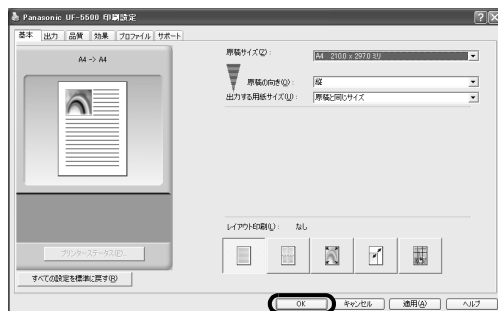 Panasonic UF-5500 印刷設定
基本 出力 品質 効果 プロファイル サポート
A4 -> A4
原稿サイズ(Z): A4 210.0 x 297.0 ミリ
原稿の向き(O): 縦
出力する用紙サイズ(U): 原稿と同じサイズ
レイアウト印刷(L): なし
プリンターステータス(E)...
すべての設定を標準に戻す(R)
OK キャンセル 適用(A) ヘルプ